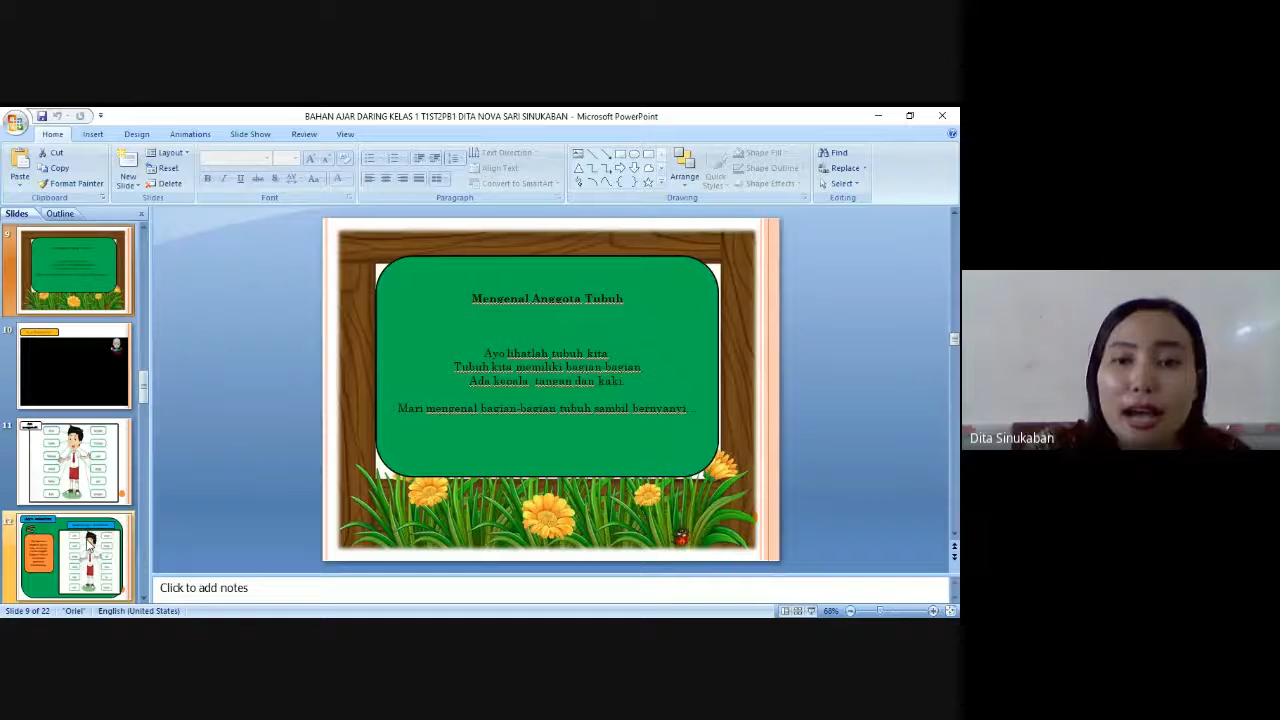 BAHAN AJAR DARING KELAS 1 T1ST2PB1 DITA NOVA SARI SINUKABAN - Microsoft PowerPoint
Home Insert Design Animations Slide Show Review View
Paste
Cut
Copy
Format Painter
Clipboard
New Slide
Layout
Reset
Delete
Slides
Font
Text Direction
Align Text
Convert to SmartArt
Paragraph
Arrange
Quick Styles
Shape Fill
Shape Outline
Shape Effects
Drawing
Find
Replace
Select
Editing
Slides Outline
9
10
11
12
Mengenal Anggota Tubuh
Ayo lihatlah tubuh kita
Tubuh kita memiliki bagian bagian
Ada kepala, tangan dan kaki.
Mari mengenal bagian-bagian tubuh sambil bernyanyi...
Click to add notes
Slide 9 of 22 "Oriel" English (United States) 68%
Dita Sinukaban